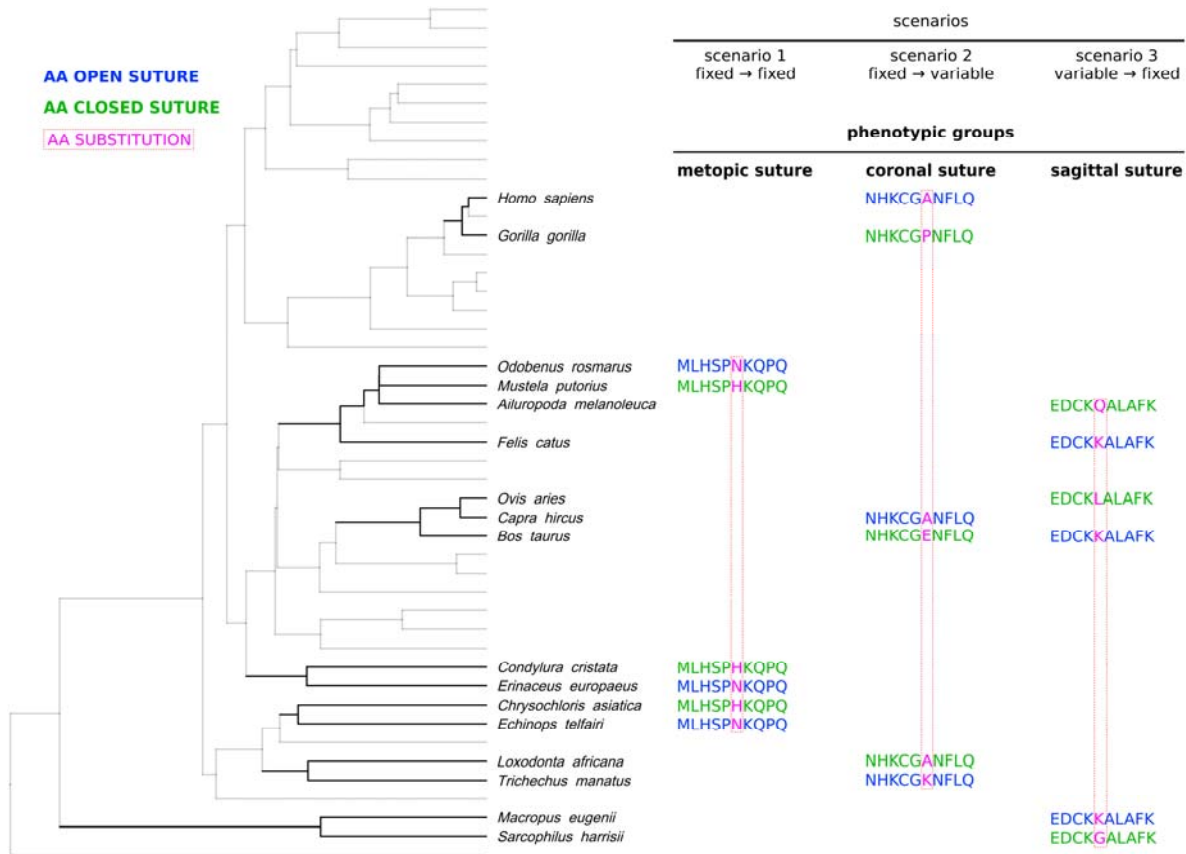 scenarios
scenario 1 scenario 2 scenario 3
fixed → fixed fixed → variable variable → fixed
AA OPEN SUTURE
AA CLOSED SUTURE
AA SUBSTITUTION
phenotypic groups
metopic suture coronal suture sagittal suture
Homo sapiens NHKCGANFLQ
Gorilla gorilla NHKCGPNFLQ
Odobenus rosmarus MLHSPNKQPQ
Mustela putorius MLHSPHKQPQ
Ailuropoda melanoleuca EDCKQALAFK
Felis catus EDCKKALAFK
Ovis aries EDCKLALAFK
Capra hircus NHKCGANFLQ
Bos taurus NHKCGENFLQ EDCKKALAFK
Condylura cristata MLHSPHKQPQ
Erinaceus europaeus MLHSPNKQPQ
Chrysochloris asiatica MLHSPHKQPQ
Echinops telfairi MLHSPNKQPQ
Loxodonta africana NHKCGANFLQ
Trichechus manatus NHKCGKNFLQ
Macropus eugenii EDCKKALAFK
Sarcophilus harrisii EDCKGALAFK